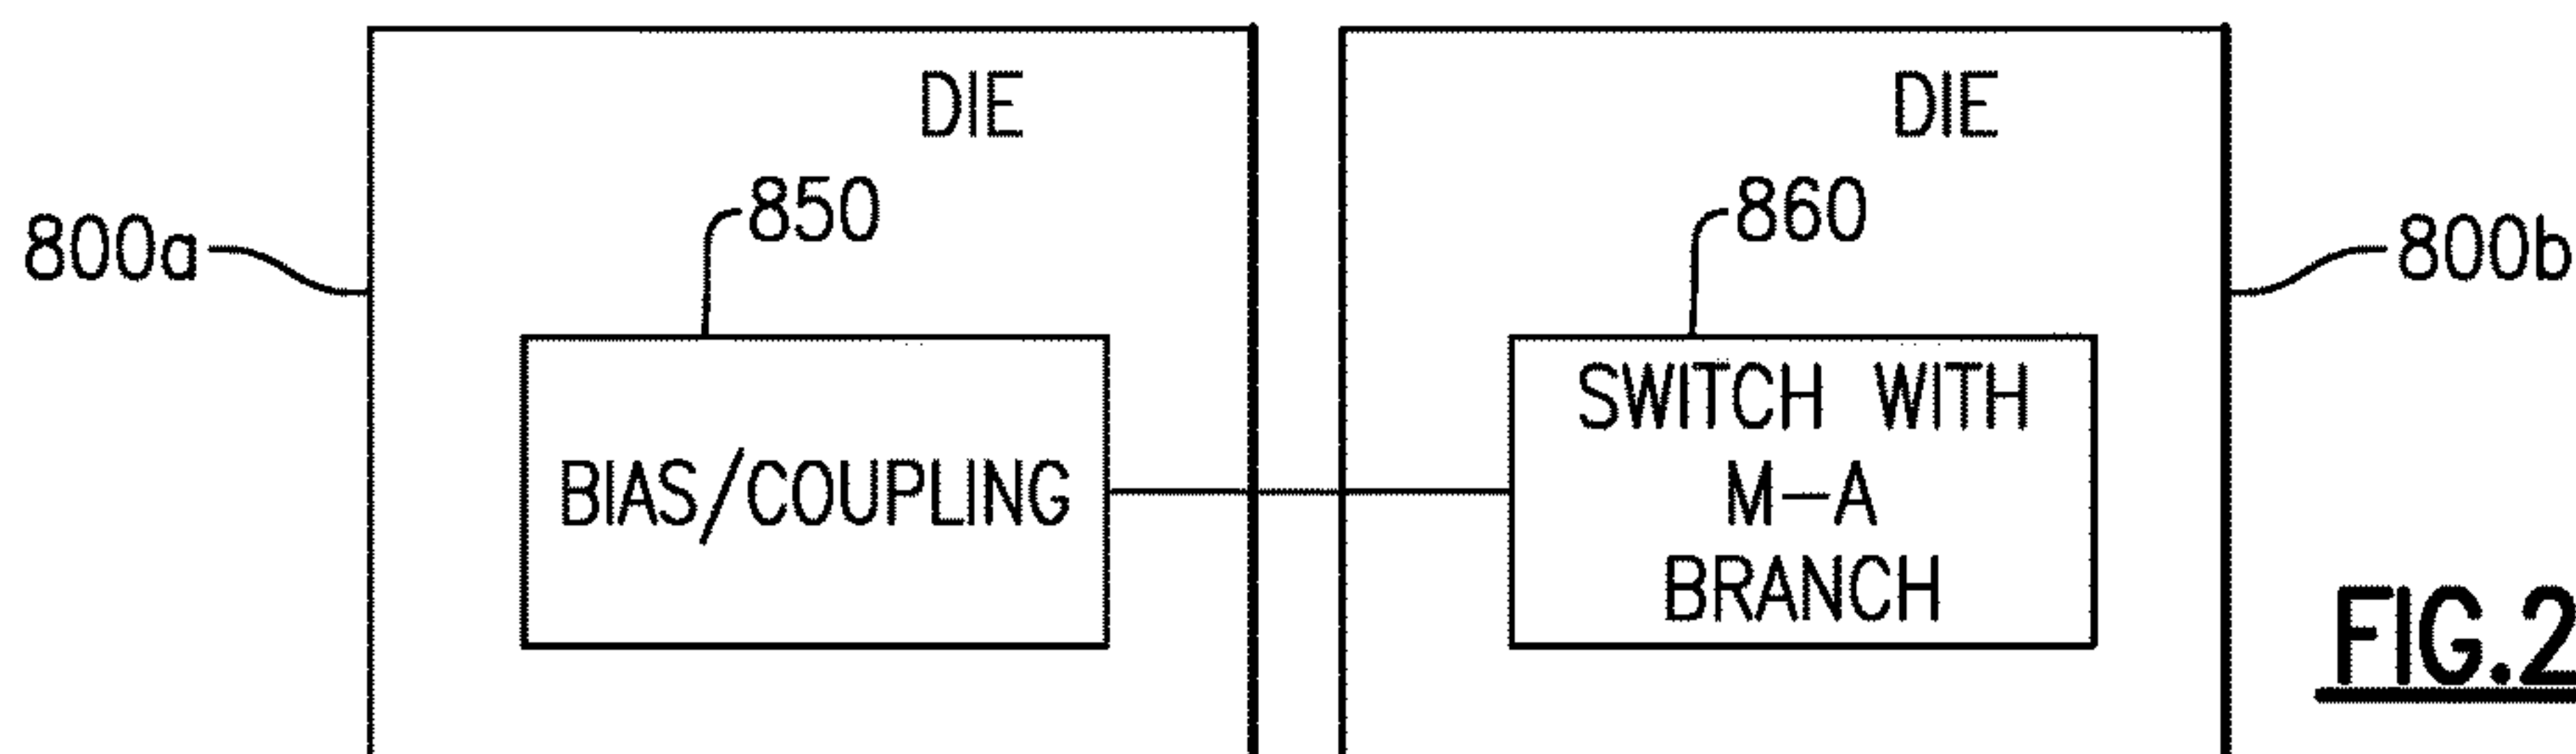 DIE
DIE
850
860
800a
800b
SWITCH WITH
BIAS/COUPLING
M-A
BRANCH
FIG.2